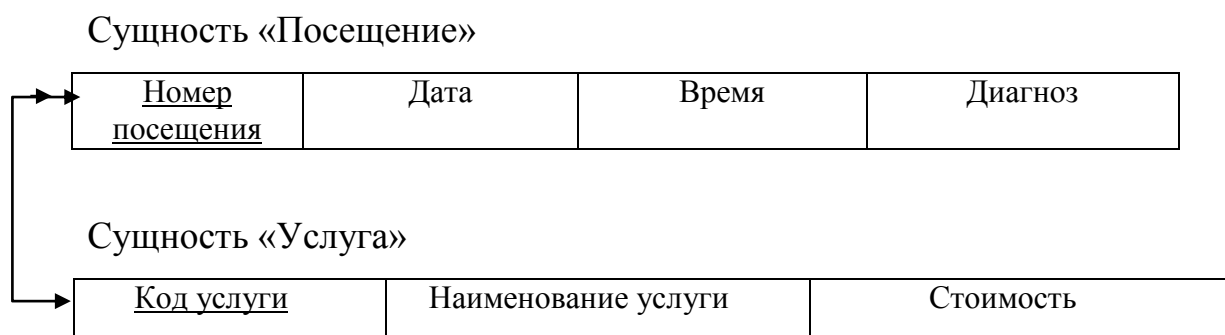 Сущность «Посещение»
Номер посещения Дата Время Диагноз
Сущность «Услуга»
Код услуги Наименование услуги Стоимость